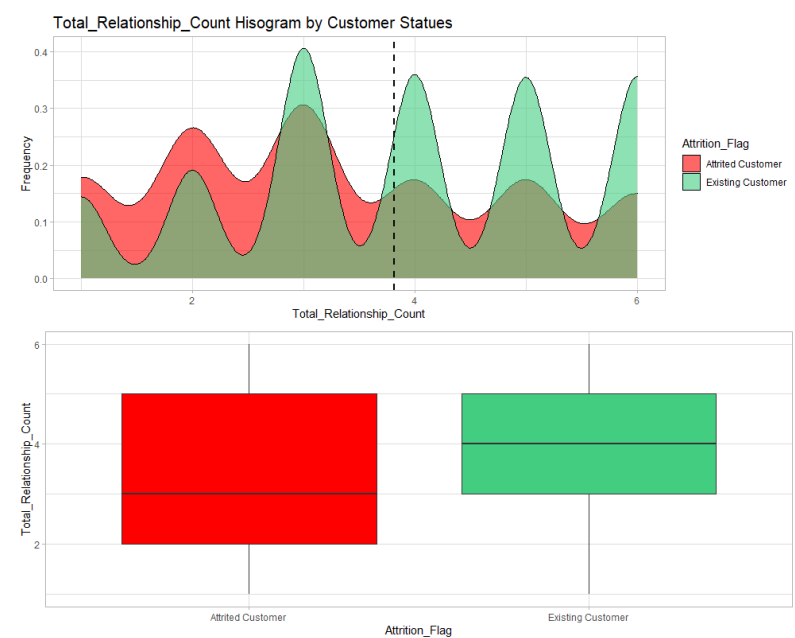 Total_Relationship_Count Hisogram by Customer Statues
0.4
0.3
0.2
0.1
0.0
Frequency
2
4
6
Total_Relationship_Count
Attrition_Flag
Attrited Customer
Existing Customer
6
4
2
Total_Relationship_Count
Attrited Customer
Existing Customer
Attrition_Flag